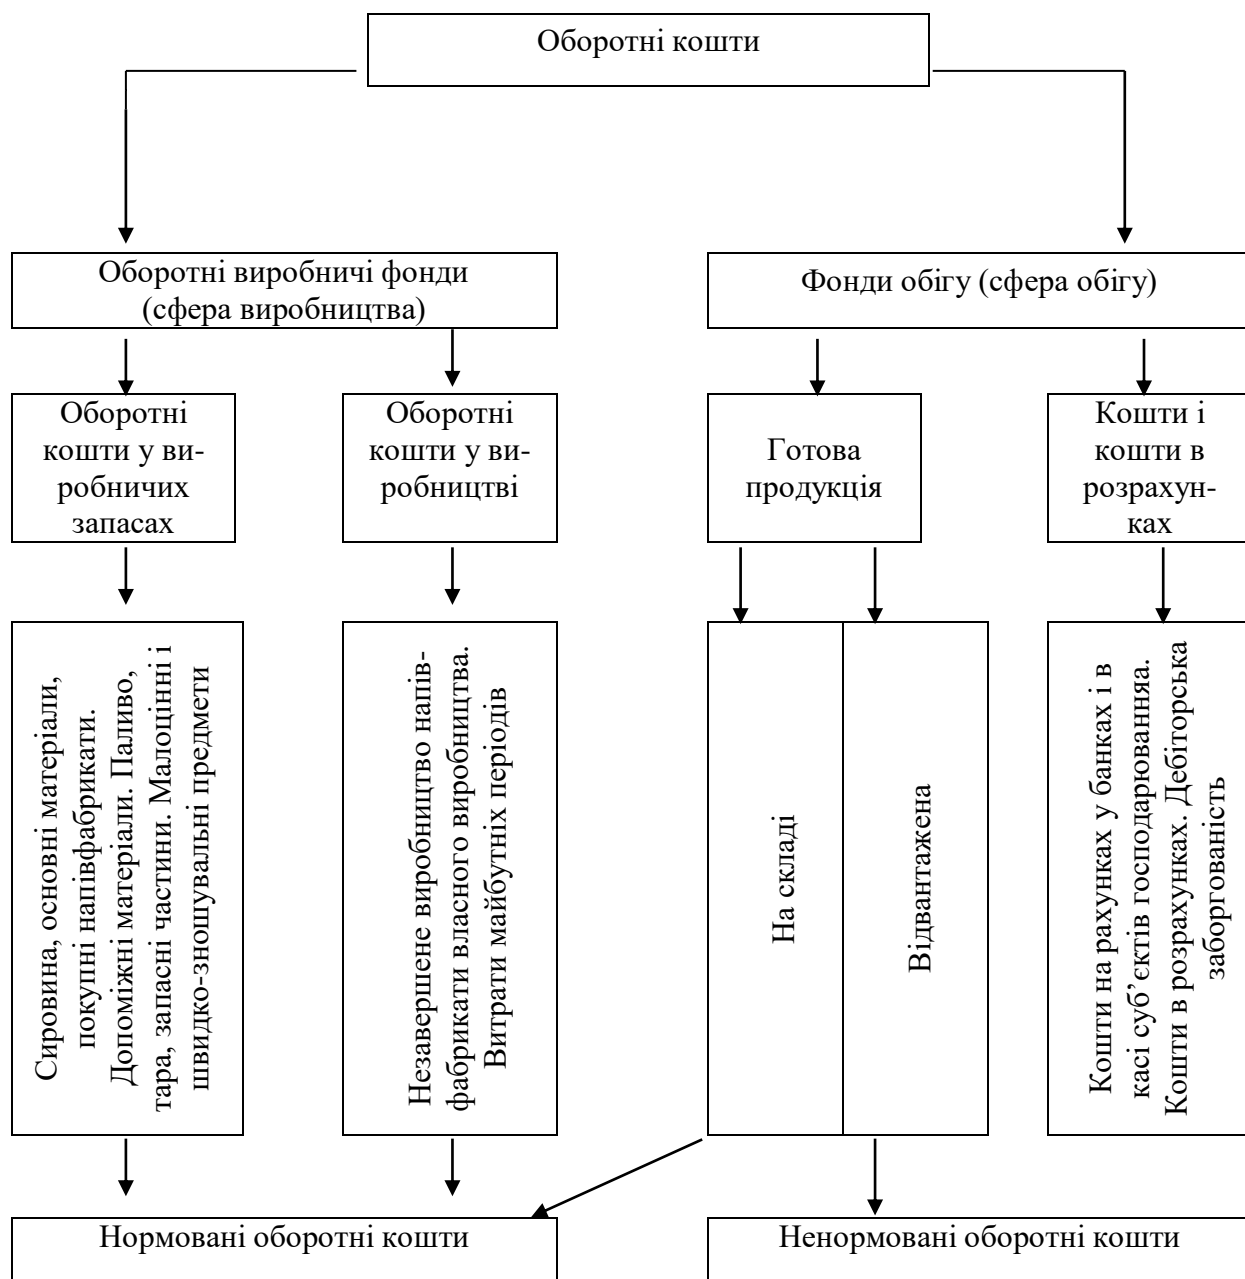 Оборотні кошти
Оборотні виробничі фонди
(сфера виробництва)
Фонди обігу (сфера обігу)
Оборотні
кошти у ви-
робничих
запасах
Оборотні
кошти у ви-
робництві
Готова
продукція
Кошти і
кошти в
розрахун-
ках
Сировина, основні матеріали,
покупні напівфабрикати.
Допоміжні матеріали. Паливо,
тара, запасні частини. Малоцінні і
швидко-зношувальні предмети
Незавершене виробництво напів-
фабрикати власного виробництва.
Витрати майбутніх періодів
На складі
Відвантажена
Кошти на рахунках у банках і в
касі суб’єктів господарюванняа.
Кошти в розрахунках. Дебіторська
заборгованість
Нормовані оборотні кошти
Ненормовані оборотні кошти